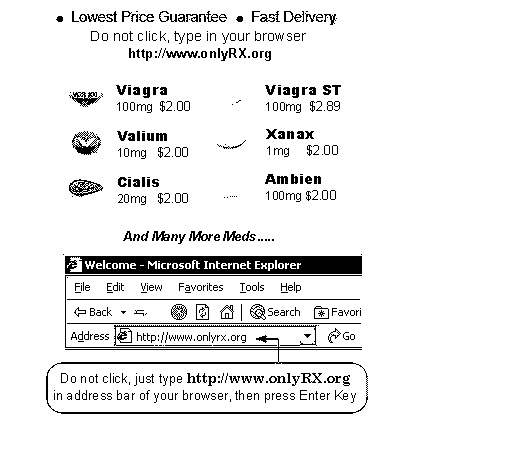 • Lowest Price Guarantee • Fast Delivery
Do not click, type in your browser
http://www.onlyRX.org
Viagra
100mg $2.00
Viagra ST
100mg $2.89
Valium
10mg $2.00
Xanax
1mg $2.00
Cialis
20mg $2.00
Ambien
100mg $2.00
And Many More Meds.....
Welcome - Microsoft Internet Explorer
File Edit View Favorites Tools Help
Back Search Favori
Address http://www.onlyrx.org Go
Do not click, just type http://www.onlyRX.org
in address bar of your browser, then press Enter Key